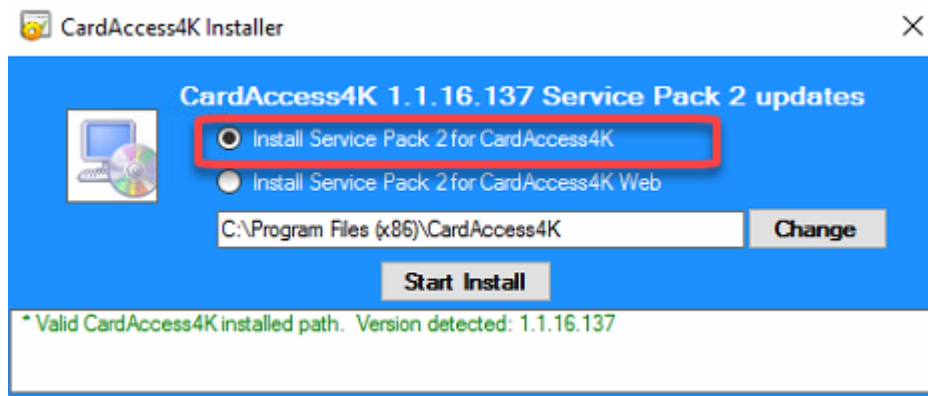 CardAccess4K Installer
CardAccess4K 1.1.16.137 Service Pack 2 updates
Install Service Pack 2 for CardAccess4K
Install Service Pack 2 for CardAccess4K Web
C:\Program Files (x86)\CardAccess4K
Change
Start Install
* Valid CardAccess4K installed path. Version detected: 1.1.16.137